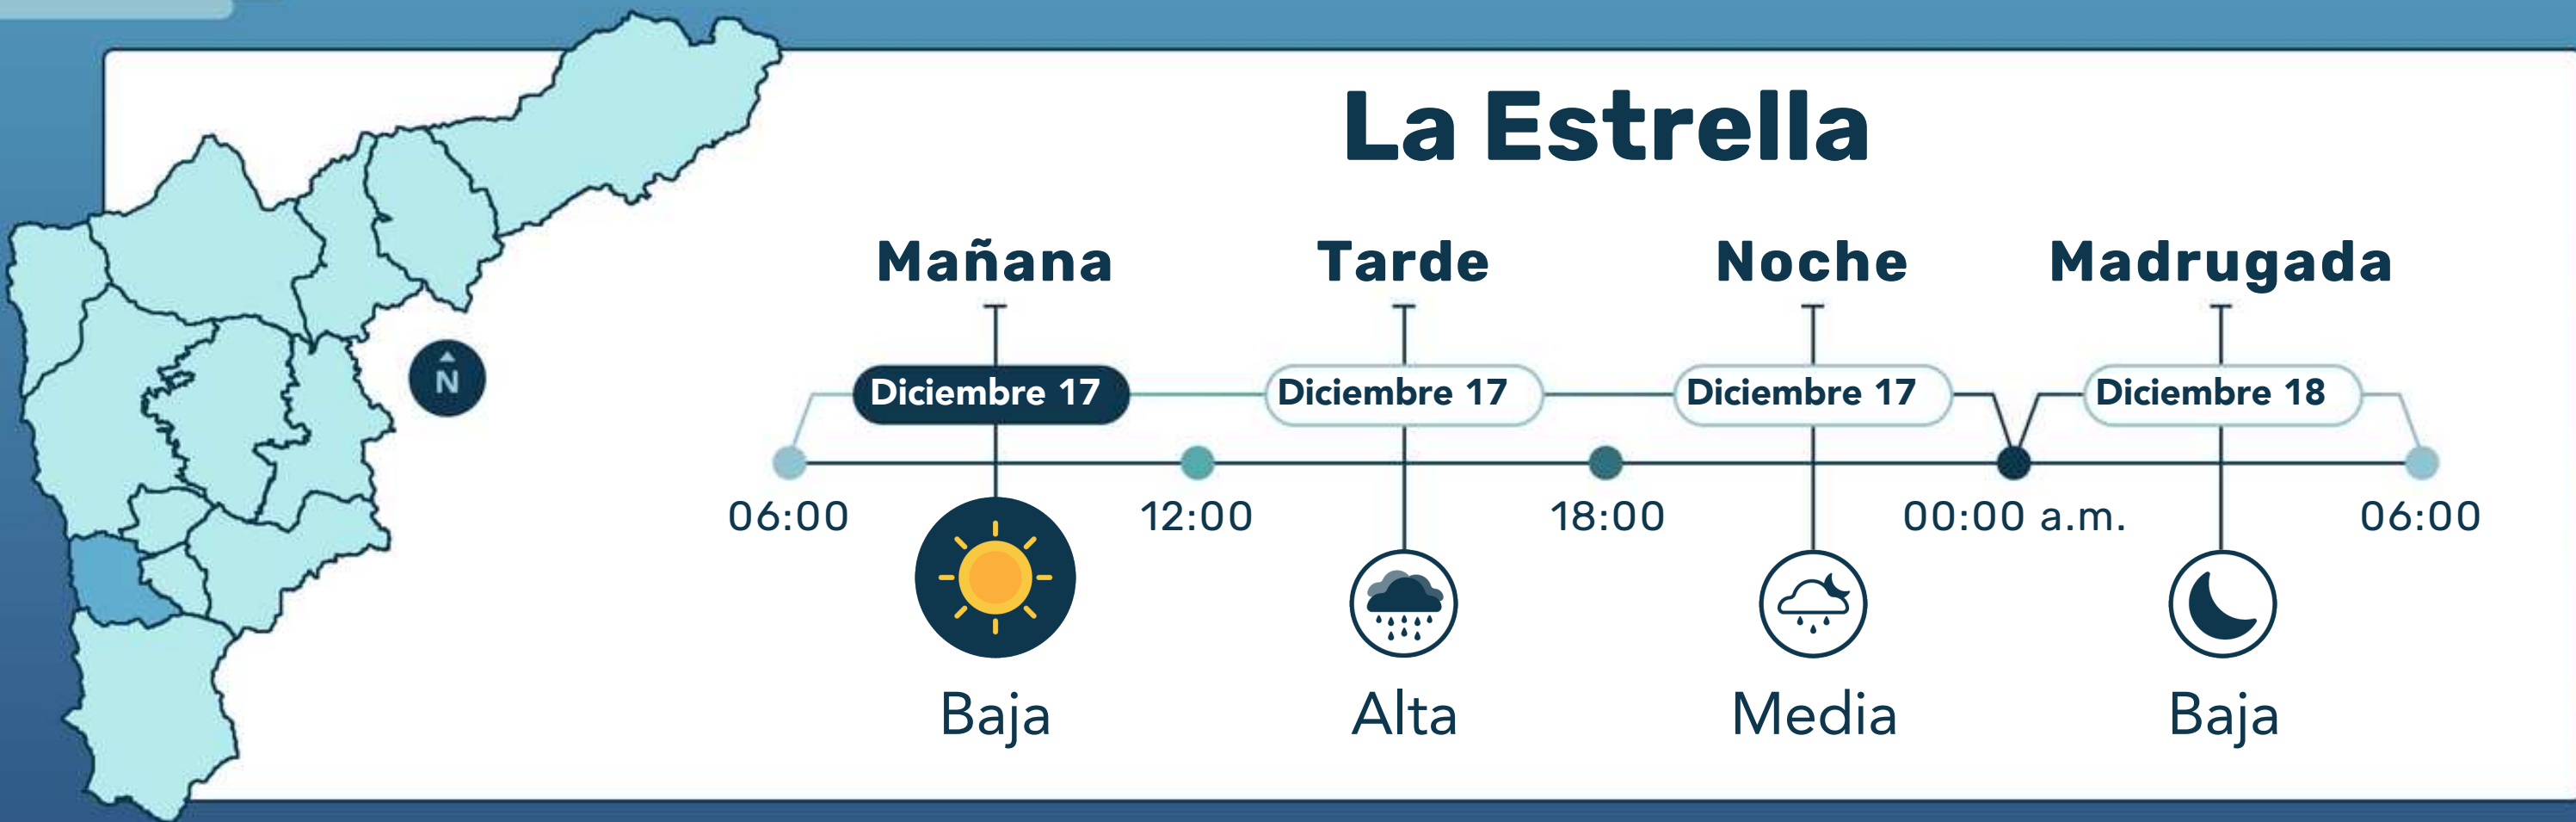 La Estrella
Mañana Tarde Noche Madrugada
N
Diciembre 17 Diciembre 17 Diciembre 17 Diciembre 18
06:00 12:00 18:00 00:00 a.m. 06:00
Baja Alta Media Baja